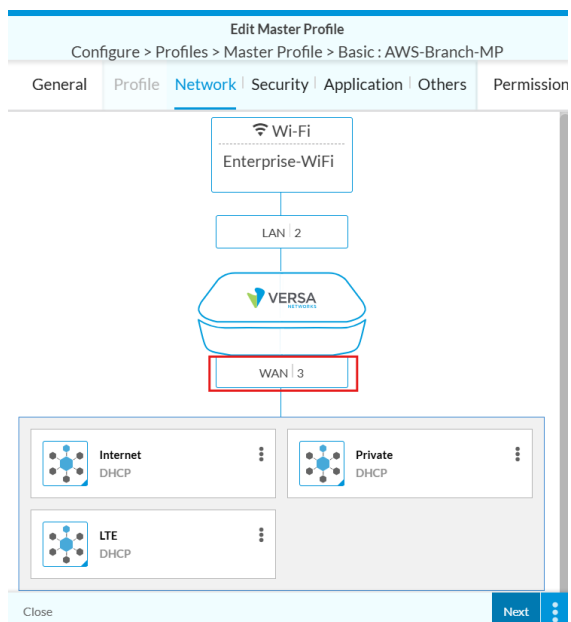 Edit Master Profile
Configure > Profiles > Master Profile > Basic : AWS-Branch-MP
General Profile Network Security Application Others Permission
Wi-Fi
Enterprise-WiFi
LAN 2
VERSA
NETWORKS
WAN 3
Internet
DHCP
Private
DHCP
LTE
DHCP
Close Next